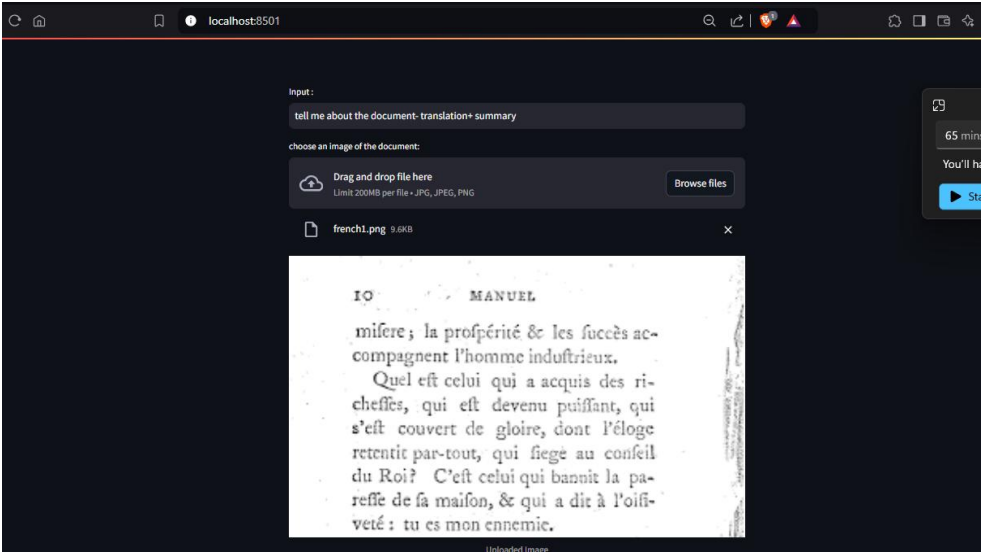 localhost:8501
Input :
tell me about the document- translation+ summary
choose an image of the document:
Drag and drop file here
Limit 200MB per file • JPG, JPEG, PNG
Browse files
french1.png 9.6KB
10 MANUEL
miſere ; la proſpérité & les ſuccès ac-
compagnent l'homme induſtrieux.
Quel eſt celui qui a acquis des ri-
cheſſes, qui eſt devenu puiſſant, qui
s'eſt couvert de gloire, dont l'éloge
retentit par-tout, qui ſiege au conſeil
du Roi? C'eſt celui qui bannit la pa-
reſſe de ſa maiſon, & qui a dit à l'oiſi-
veté : tu es mon ennemie.
Uploaded Image
65 mins
You'll ha
Sta